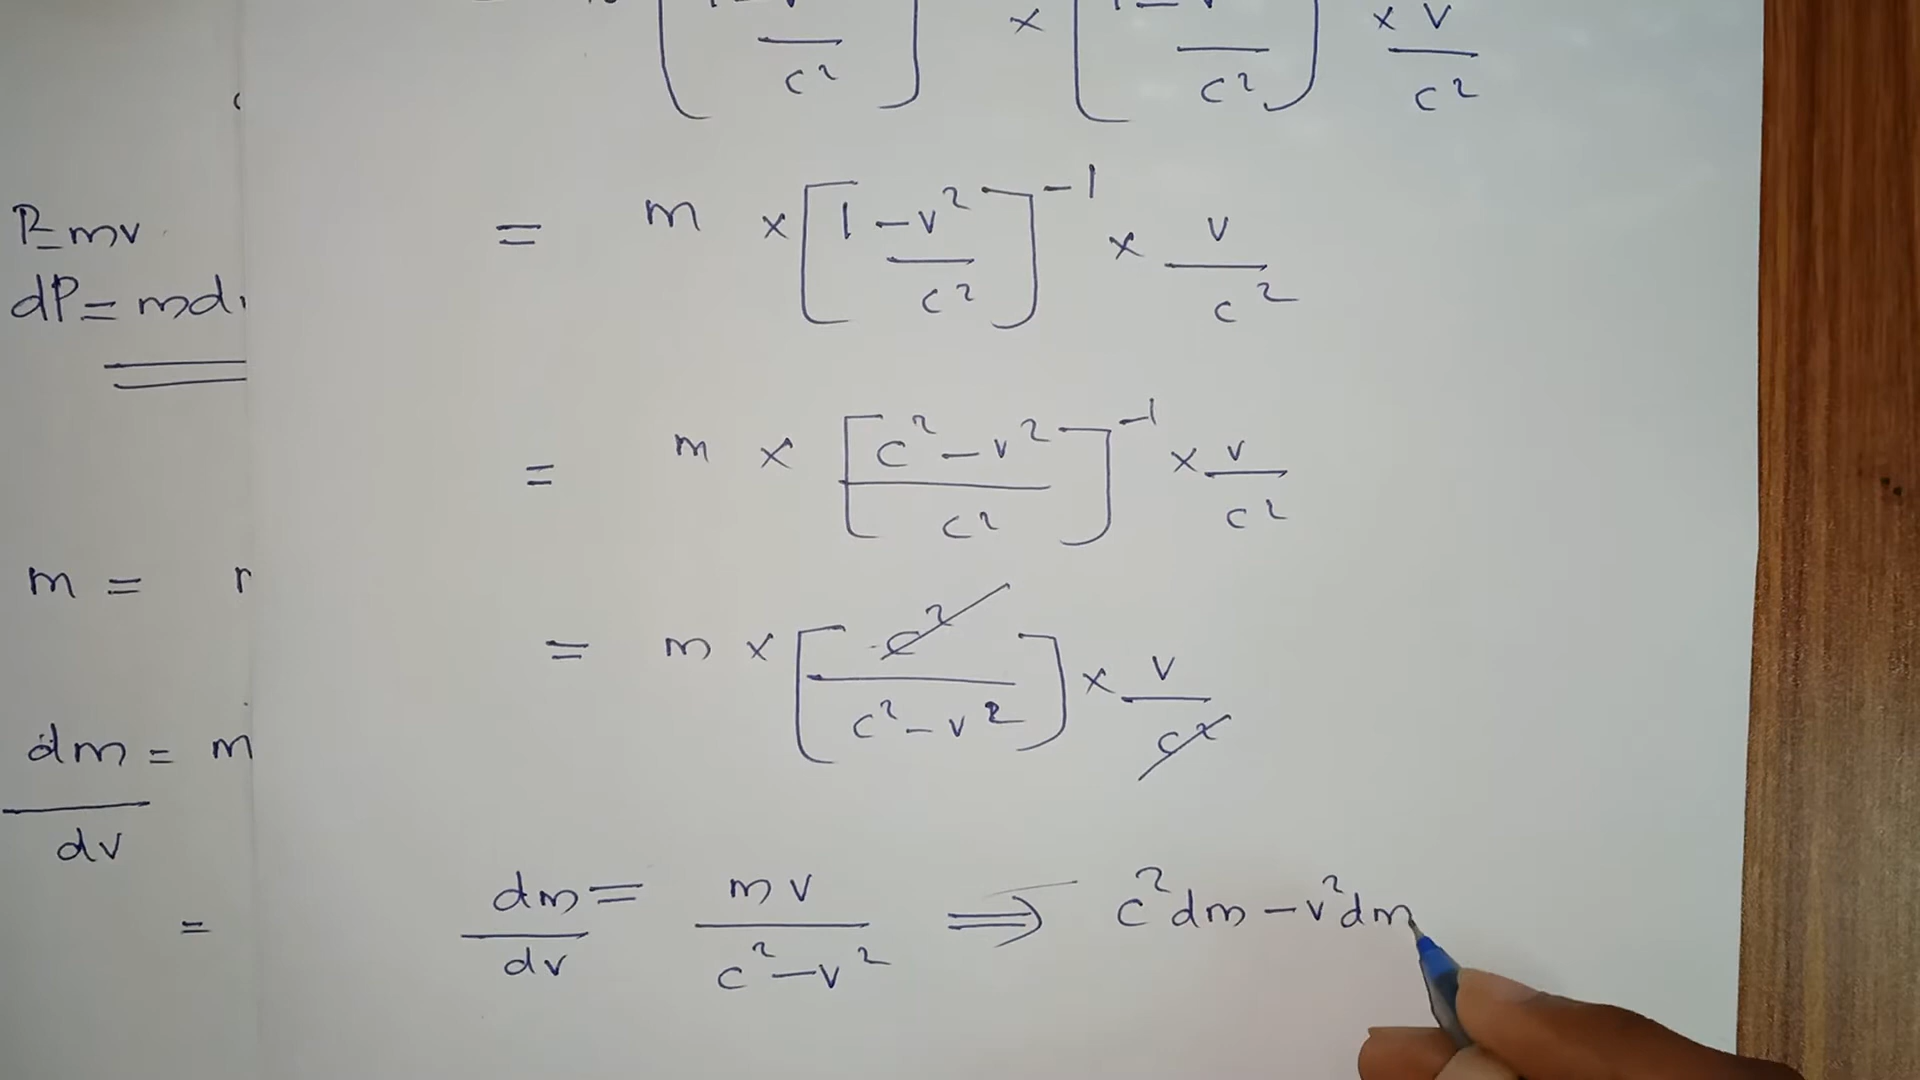 P=mv
dP= md
m =
dm = m
dv
=
c² × c² × v/c²
= m × [1 - v²/c²]⁻¹ × v/c²
= m × [c² - v²/c²]⁻¹ × v/c²
= m × [c²/c² - v²] × v/c²
dm/dv = mv/c² - v² ⟹ c²dm - v²dm